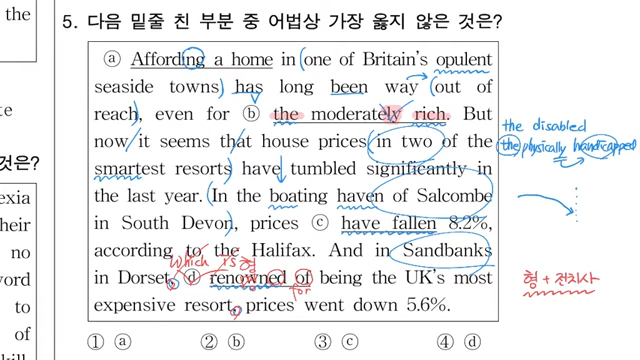 the
te
은?
exia
heir
no
word
to
of
5. 다음 밑줄 친 부분 중 어법상 가장 옳지 않은 것은?
ⓐ Affording a home in one of Britain's opulent
seaside towns has long been way out of
reach, even for ⓑ the moderately rich. But
now it seems that house prices in two of the
smartest resorts have tumbled significantly in
the last year. In the boating haven of Salcombe
in South Devon, prices ⓒ have fallen 8.2%,
according to the Halifax. And in Sandbanks
which is 형
in Dorset, ⓓ renowned of being the UK's most
for
expensive resort, prices went down 5.6%.
① ⓐ ② ⓑ ③ ⓒ ④ ⓓ
the disabled
the physically handicapped
형 + 전치사